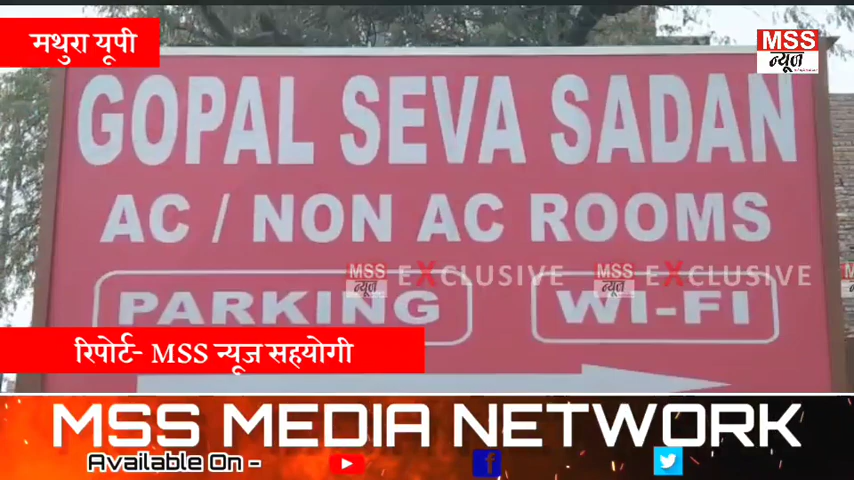 मथुरा यूपी
MSS
न्यूज
GOPAL SEVA SADAN
AC / NON AC ROOMS
MSS न्यूज EXCLUSIVE MSS न्यूज EXCLUSIVE MSS न्यूज
PARKING WI-FI
रिपोर्ट- MSS न्यूज सहयोगी
MSS MEDIA NETWORK
Available On -